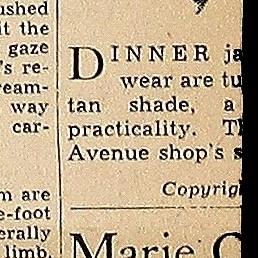 ushed
it the
gaze
's re-
ream-
way
car-
m are
e-foot
erally
limb.
DINNER ja
wear are tu
tan shade, a
practicality. T
Avenue shop's s
Copyrig
Marie C